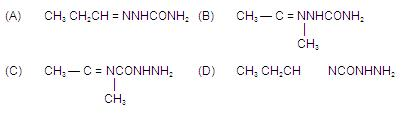 (A) CH₃ CH₂CH = NNHCONH₂ (B) CH₃ — C = NNHCONH₂
|
CH₃
(C) CH₃ — C = NCONHNH₂ (D) CH₃ CH₂CH NCONHNH₂
|
CH₃